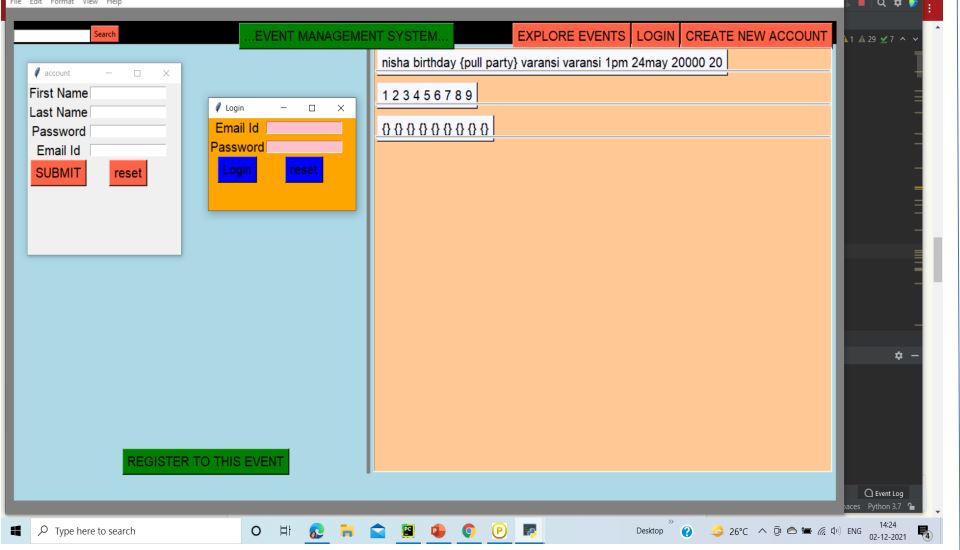 File Edit Format View Help
Search
...EVENT MANAGEMENT SYSTEM...
EXPLORE EVENTS LOGIN CREATE NEW ACCOUNT
1 29 7
nisha birthday {pull party} varansi varansi 1pm 24may 20000 20
account
First Name
Last Name
Password
Email Id
SUBMIT reset
Login
Email Id
Password
Login reset
1 2 3 4 5 6 7 8 9
{} {} {} {} {} {} {} {} {}
REGISTER TO THIS EVENT
Event Log
Python 3.7
Type here to search
Desktop
26°C
ENG
14:24
02-12-2021
4